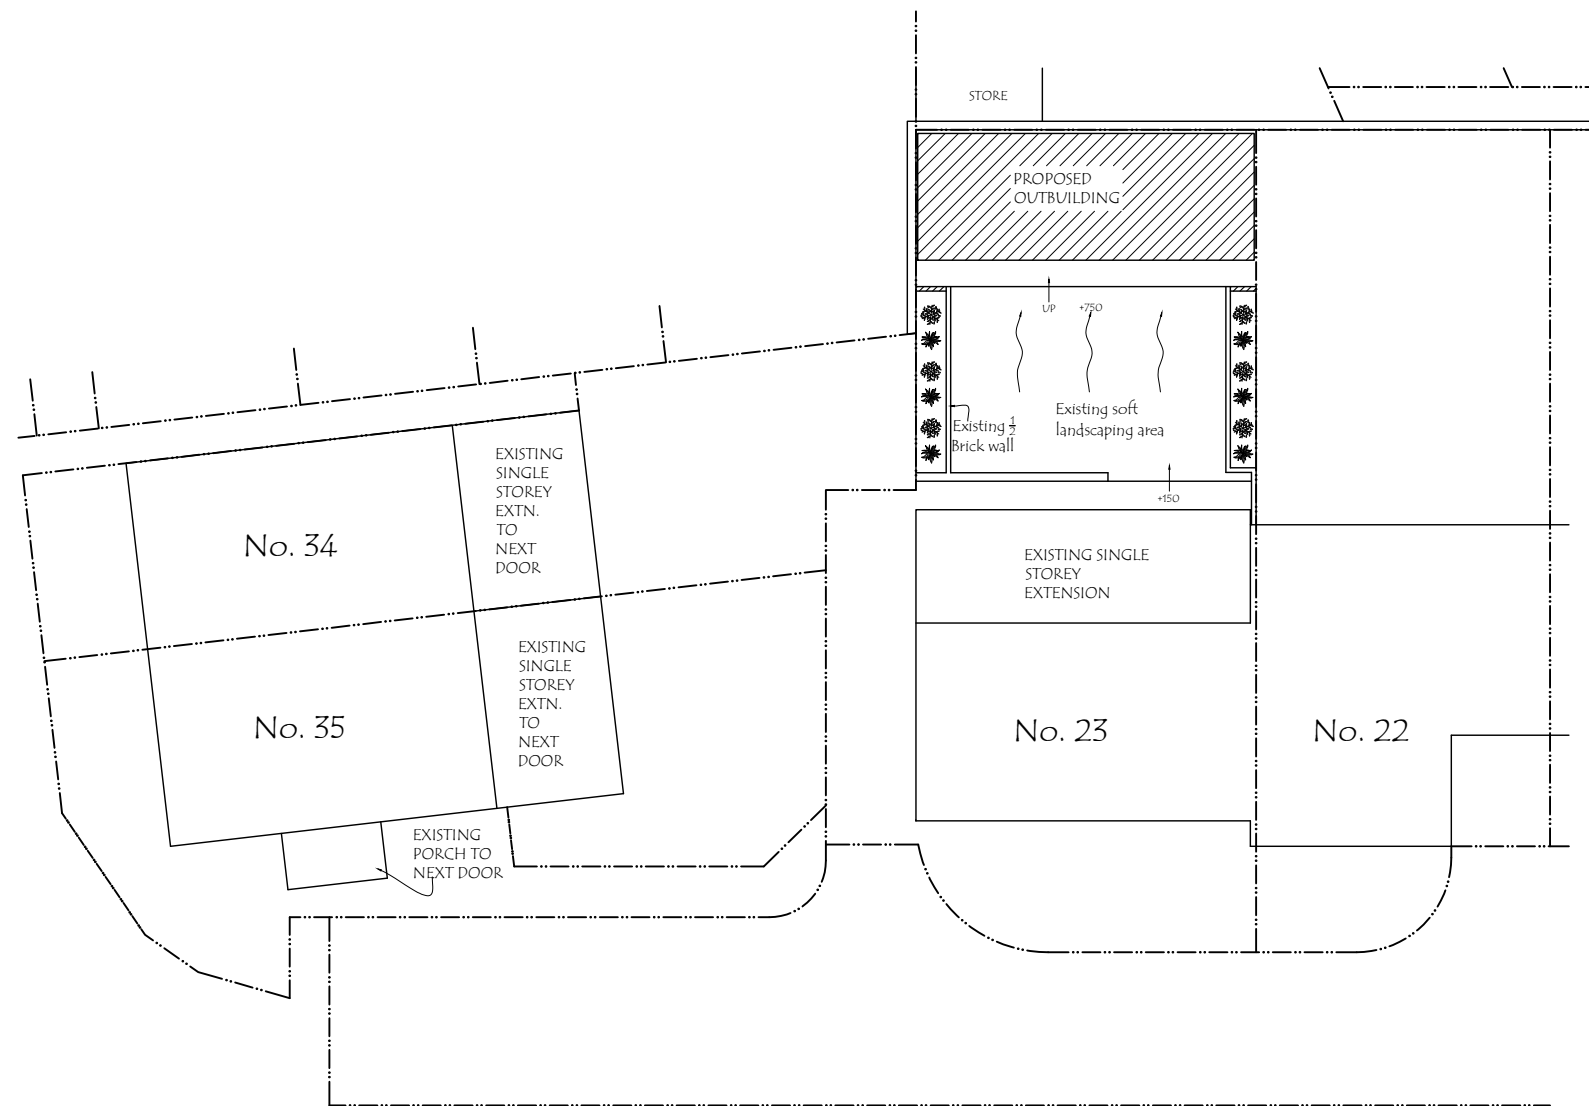 STORE
PROPOSED
OUTBUILDING
UP
+750
Existing ½
Brick wall
Existing soft
landscaping area
+150
EXISTING
SINGLE
STOREY
EXTN.
TO
NEXT
DOOR
No. 34
EXISTING SINGLE
STOREY
EXTENSION
EXISTING
SINGLE
STOREY
EXTN.
TO
NEXT
DOOR
No. 35
No. 23
No. 22
EXISTING
PORCH TO
NEXT DOOR